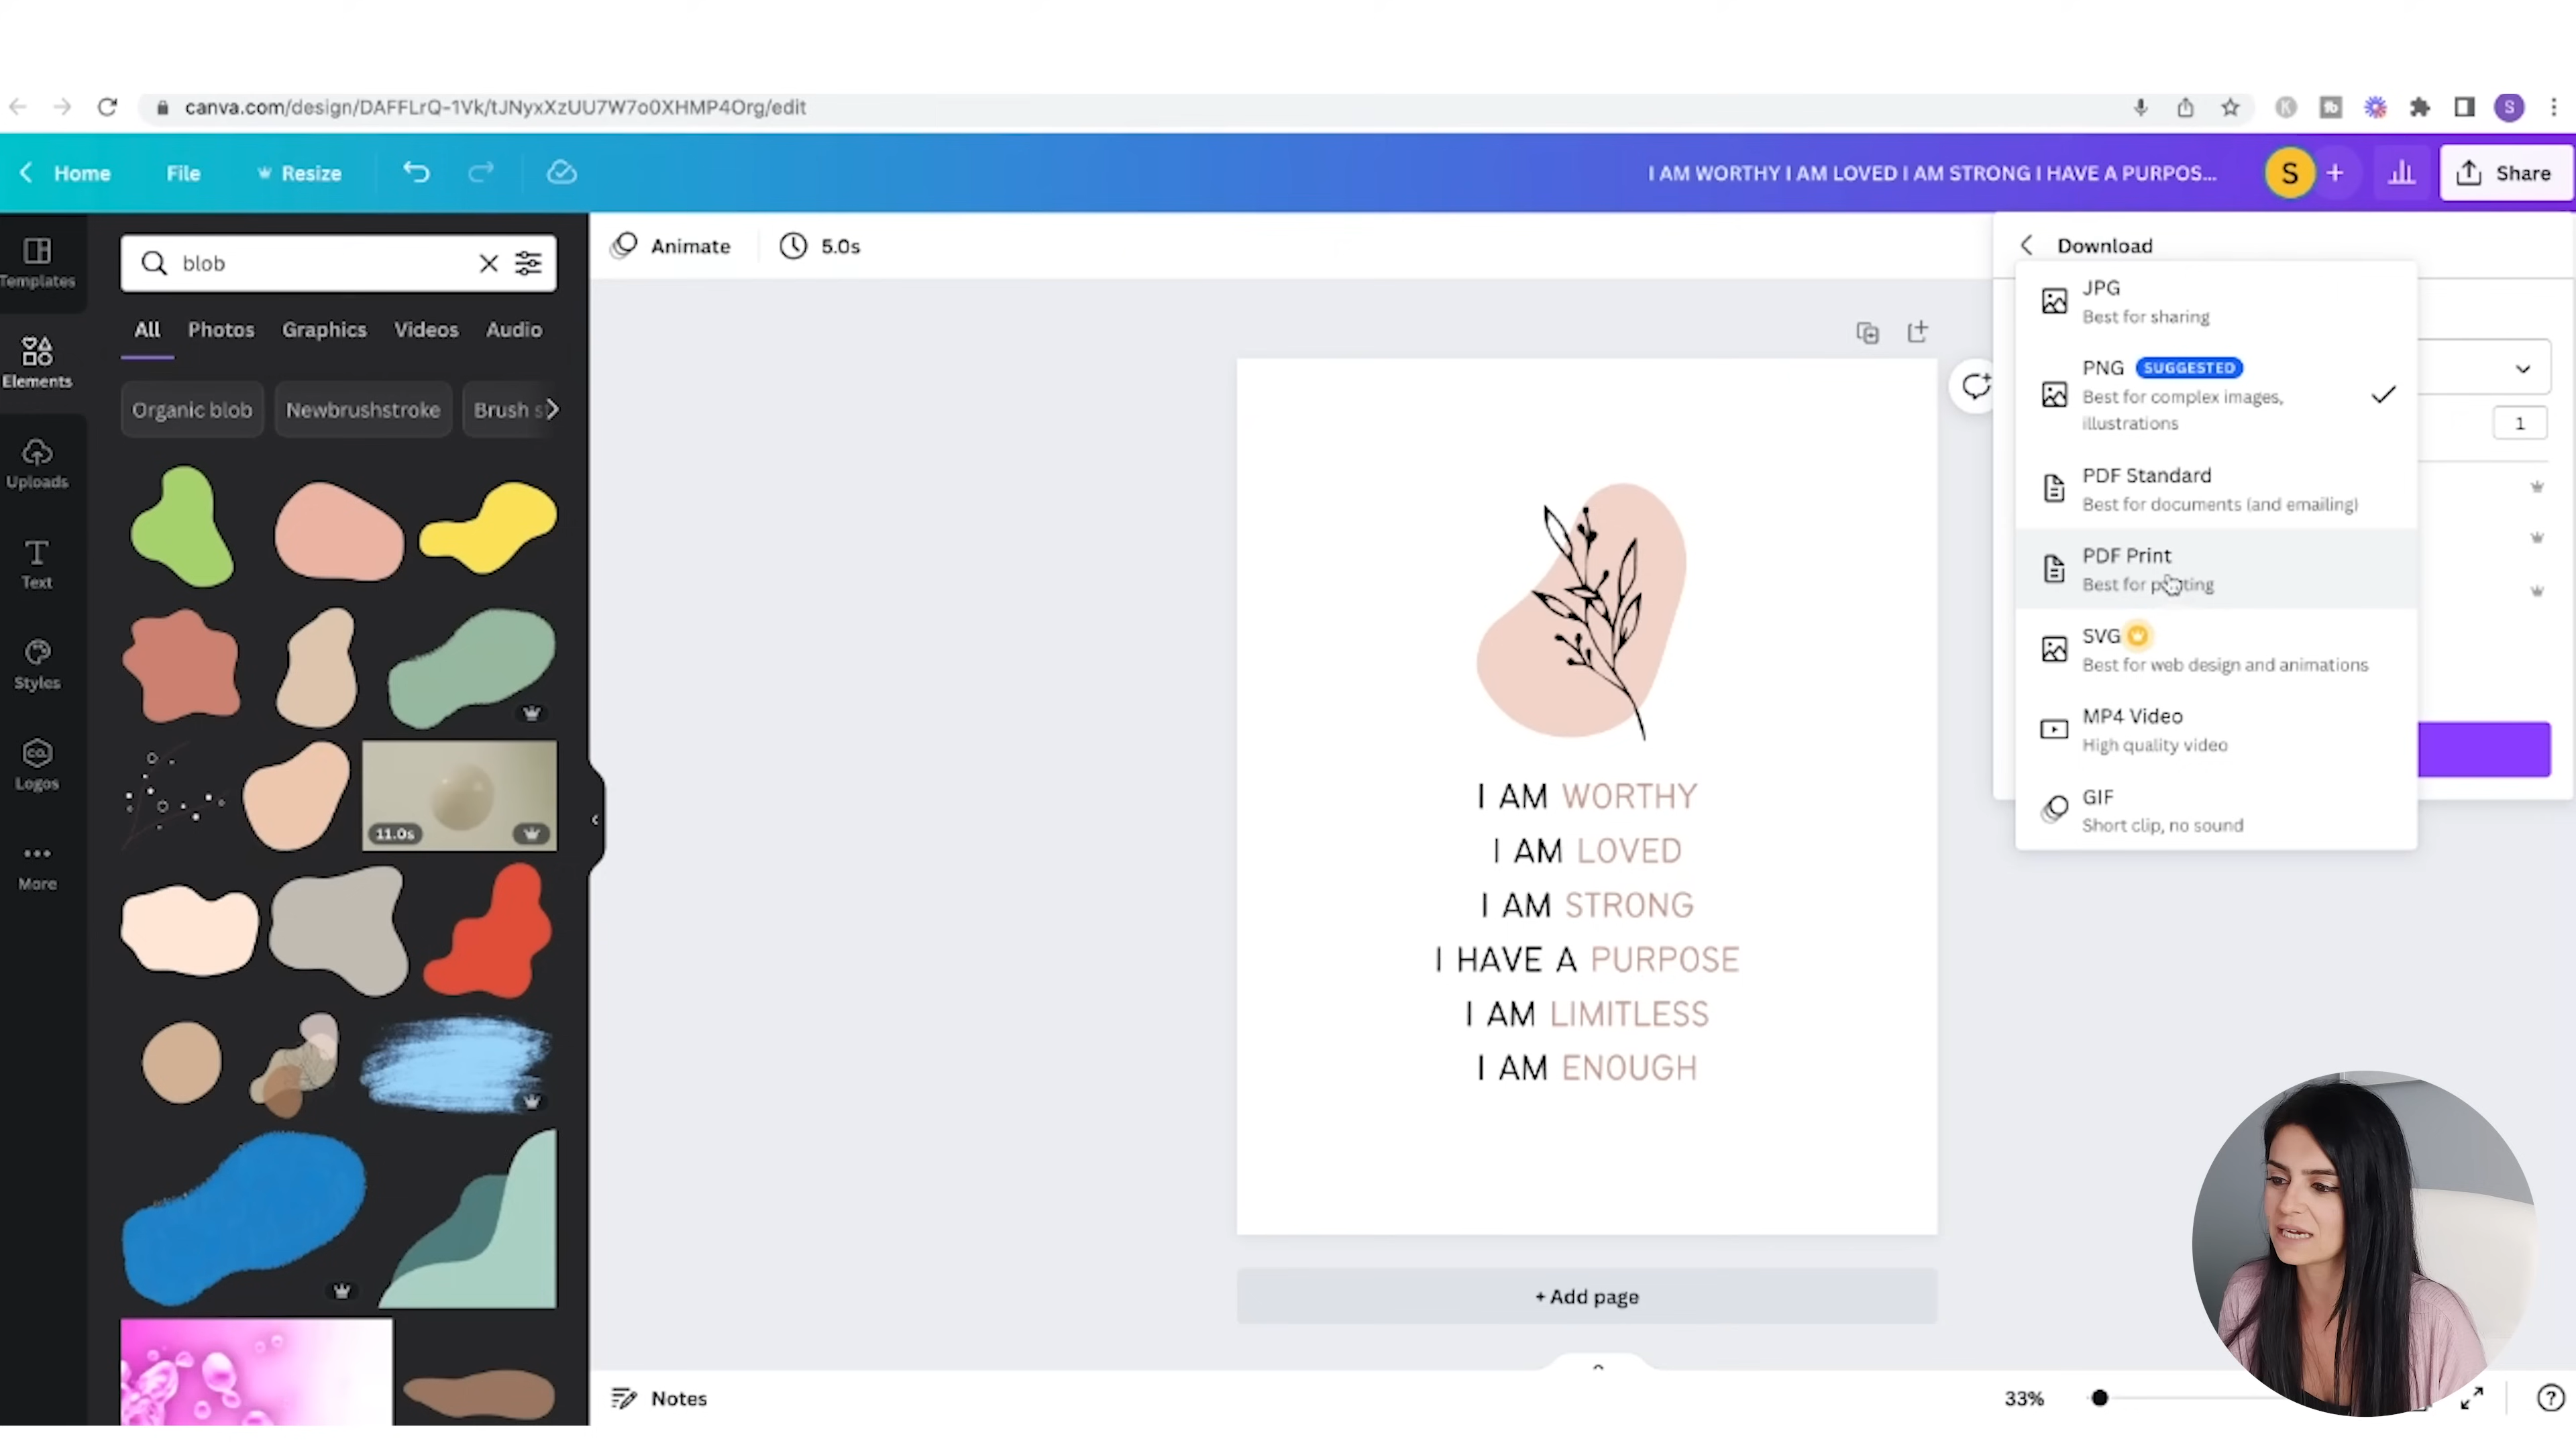 canva.com/design/DAFFLrQ-1Vk/tJNyxXzUU7W7o0XHMP4Org/edit
S
Home
File
Resize
I AM WORTHY I AM LOVED I AM STRONG I HAVE A PURPOS...
S
+
Share
Templates
Elements
Uploads
Text
Styles
CO.
Logos
More
blob
All
Photos
Graphics
Videos
Audio
Organic blob
Newbrushstroke
Brush s
11.0s
Animate
5.0s
I AM WORTHY
I AM LOVED
I AM STRONG
I HAVE A PURPOSE
I AM LIMITLESS
I AM ENOUGH
+ Add page
Notes
33%
?
Download
JPG
Best for sharing
PNG SUGGESTED
Best for complex images,
illustrations
PDF Standard
Best for documents (and emailing)
PDF Print
Best for printing
SVG
Best for web design and animations
MP4 Video
High quality video
GIF
Short clip, no sound
1